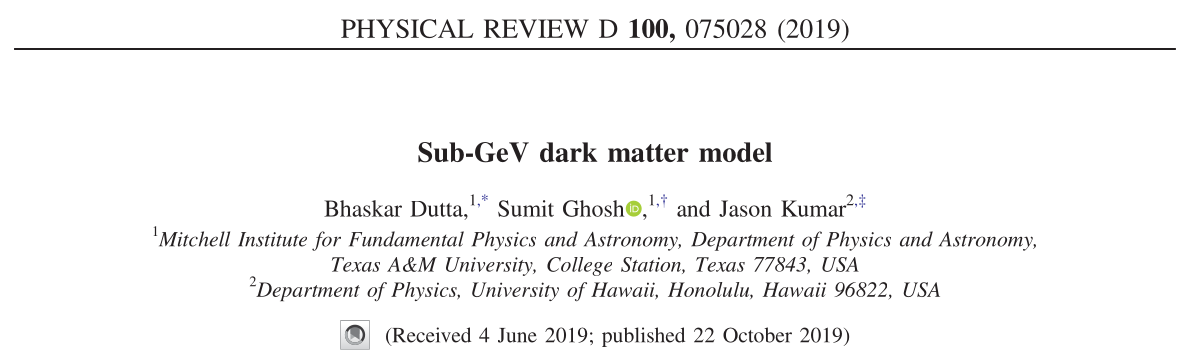 PHYSICAL REVIEW D 100, 075028 (2019)
Sub-GeV dark matter model
Bhaskar Dutta,1,* Sumit Ghosh,1,† and Jason Kumar2,‡
1Mitchell Institute for Fundamental Physics and Astronomy, Department of Physics and Astronomy,
Texas A&M University, College Station, Texas 77843, USA
2Department of Physics, University of Hawaii, Honolulu, Hawaii 96822, USA
(Received 4 June 2019; published 22 October 2019)